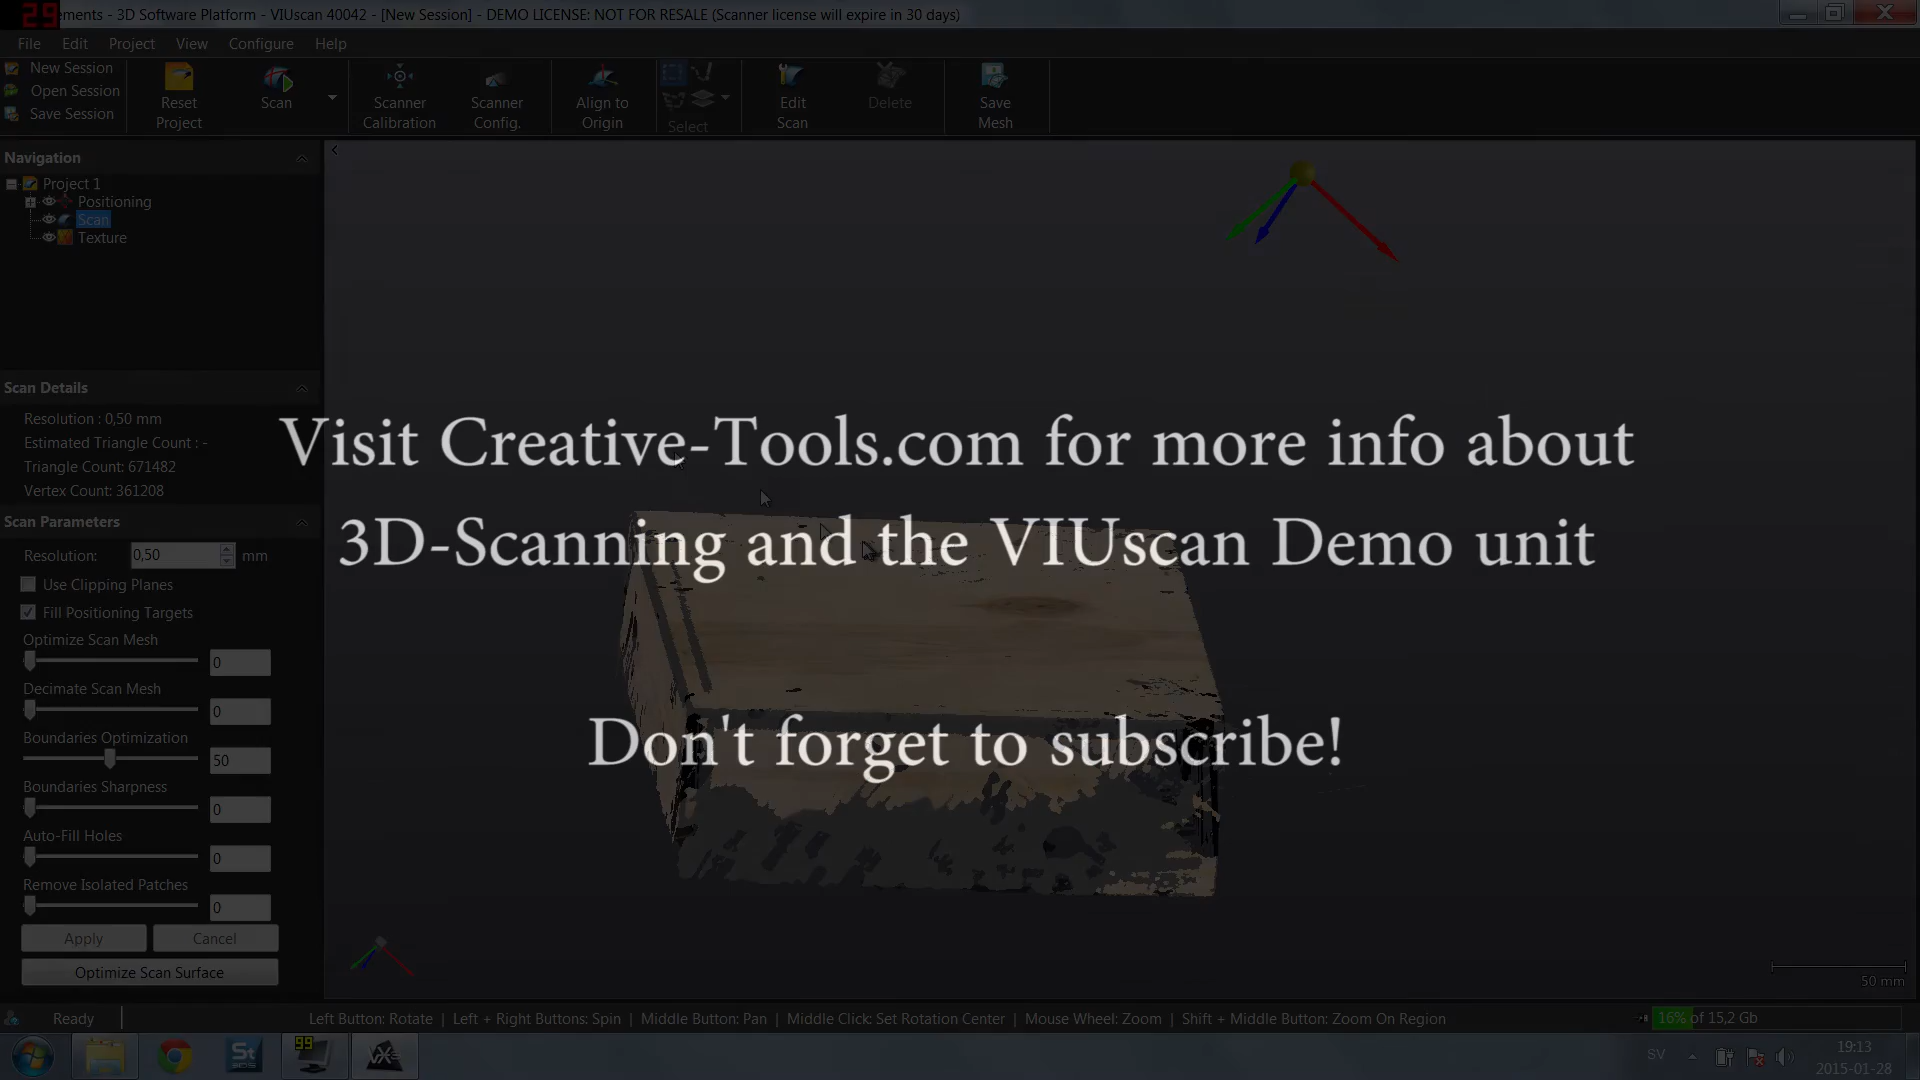 29
ements - 3D Software Platform - VIUscan 40042 - [New Session] - DEMO LICENSE: NOT FOR RESALE (Scanner license will expire in 30 days)
File Edit Project View Configure Help
New Session
Open Session
Save Session
Reset Project
Scan
Scanner Calibration
Scanner Config.
Align to Origin
Select
Edit Scan
Delete
Save Mesh
Navigation
Project 1
Positioning
Scan
Texture
Scan Details
Resolution : 0,50 mm
Estimated Triangle Count : -
Triangle Count: 671482
Vertex Count: 361208
Scan Parameters
Resolution: 0,50 mm
Use Clipping Planes
Fill Positioning Targets
Optimize Scan Mesh
0
Decimate Scan Mesh
0
Boundaries Optimization
50
Boundaries Sharpness
0
Auto-Fill Holes
0
Remove Isolated Patches
0
Apply Cancel
Optimize Scan Surface
Visit Creative-Tools.com for more info about
3D-Scanning and the VIUscan Demo unit
Don't forget to subscribe!
50 mm
Ready
Left Button: Rotate | Left + Right Buttons: Spin | Middle Button: Pan | Middle Click: Set Rotation Center | Mouse Wheel: Zoom | Shift + Middle Button: Zoom On Region
16% of 15,2 Gb
St
3DS
99
VX
SV
19:13
2015-01-28